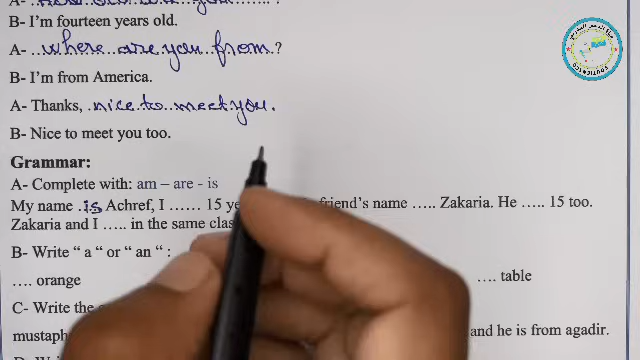 B- I'm fourteen years old.
A- ..where..are.you..from..?
B- I'm from America.
A- Thanks, .nice.to..meet.you.
B- Nice to meet you too.
Grammar:
A- Complete with: am – are - is
My name .is. Achref, I …… 15 friend's name ….. Zakaria. He ….. 15 too.
Zakaria and I ….. in the same
B- Write " a" or " an " :
…. orange …. table
C- Write the
mustaph and he is from agadir.